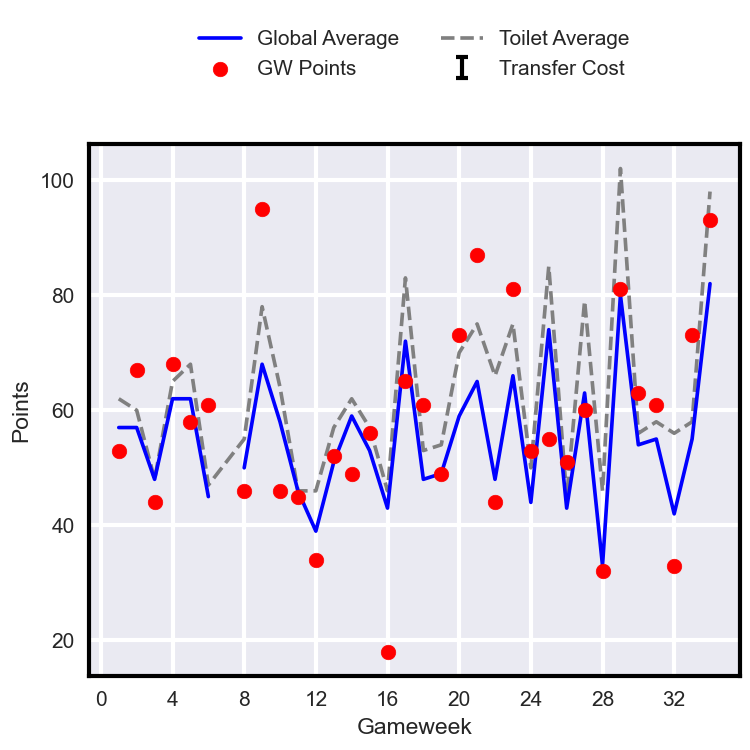 Global Average
GW Points
Toilet Average
Transfer Cost
Points
100
80
60
40
20
0 4 8 12 16 20 24 28 32
Gameweek